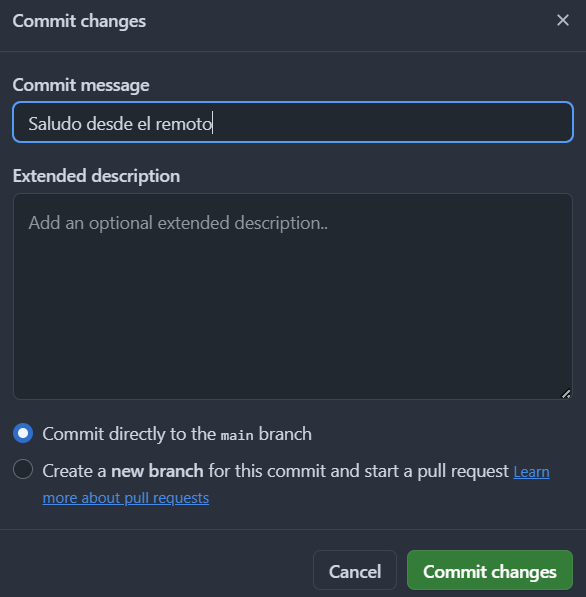 Commit changes
Commit message
Saludo desde el remoto
Extended description
Add an optional extended description..
Commit directly to the main branch
Create a new branch for this commit and start a pull request Learn
more about pull requests
Cancel
Commit changes